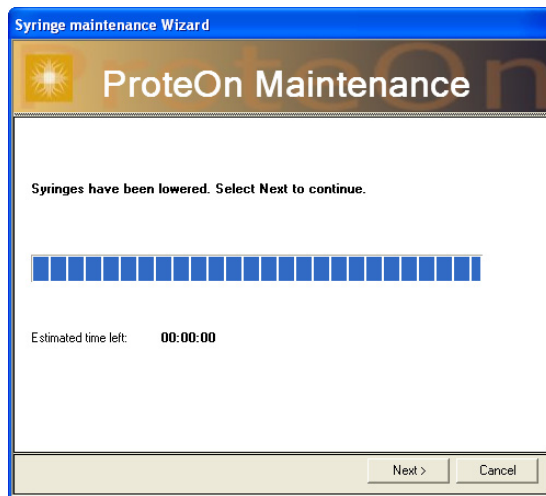 Syringe maintenance Wizard
ProteOn
ProteOn Maintenance
Syringes have been lowered. Select Next to continue.
Estimated time left: 00:00:00
Next > Cancel